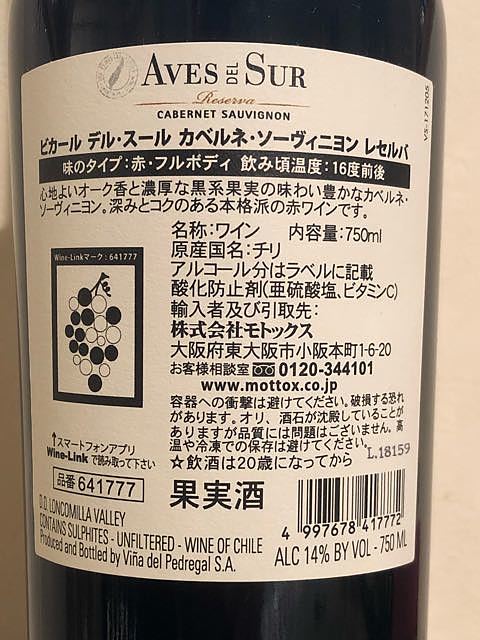 AVES DEL SUR
Reserva
CABERNET SAUVIGNON
VS-171205
ビカール デル・スール カベルネ・ソーヴィニヨン レセルバ
味のタイプ:赤・フルボディ 飲み頃温度:16度前後
心地よいオーク香と濃厚な黒系果実の味わい豊かなカベルネ・
ソーヴィニヨン。深みとコクのある本格派の赤ワインです。
Wine-Linkマーク:641777
名称:ワイン 内容量:750ml
原産国名:チリ
アルコール分はラベルに記載
酸化防止剤(亜硫酸塩、ビタミンC)
輸入者及び引取先:
株式会社モトックス
大阪府東大阪市小阪本町1-6-20
お客様相談室 0120-344101
www.mottox.co.jp
容器への衝撃は避けてください。破損する恐れ
があります。オリ、酒石が沈殿していることが
ありますが品質には問題はございません。高
温や冷凍での保存は避けてください。
L.18159
☆飲酒は20歳になってから
↑スマートフォンアプリ
Wine-Linkで読み取って下さい
品番 641777
果実酒
4 997678 417772
D.O. LONCOMILLA VALLEY
CONTAINS SULPHITES - UNFILTERED - WINE OF CHILE
Produced and Bottled by Viña del Pedregal S.A.
ALC 14% BY VOL - 750 ML